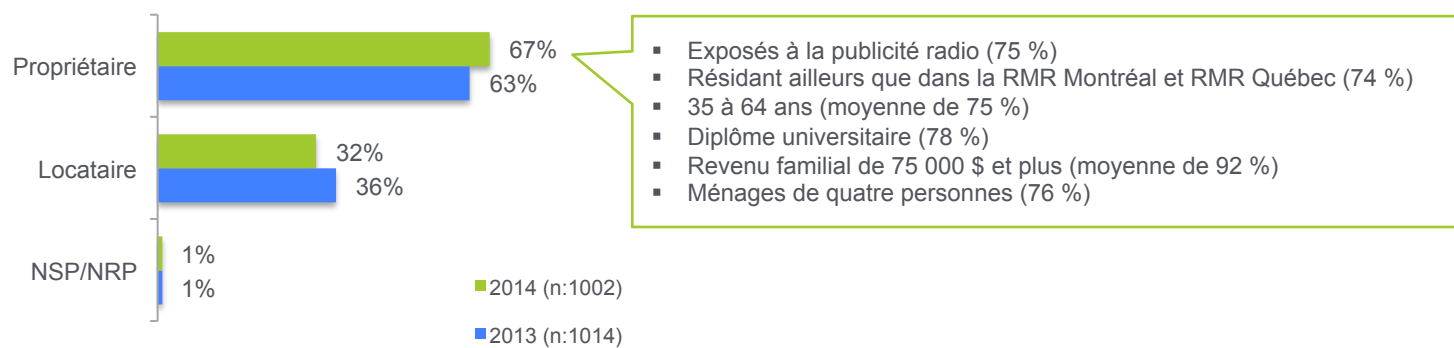 Propriétaire
67%
63%
Locataire
32%
36%
NSP/NRP
1%
1%
2014 (n:1002)
2013 (n:1014)
▪ Exposés à la publicité radio (75 %)
▪ Résidant ailleurs que dans la RMR Montréal et RMR Québec (74 %)
▪ 35 à 64 ans (moyenne de 75 %)
▪ Diplôme universitaire (78 %)
▪ Revenu familial de 75 000 $ et plus (moyenne de 92 %)
▪ Ménages de quatre personnes (76 %)